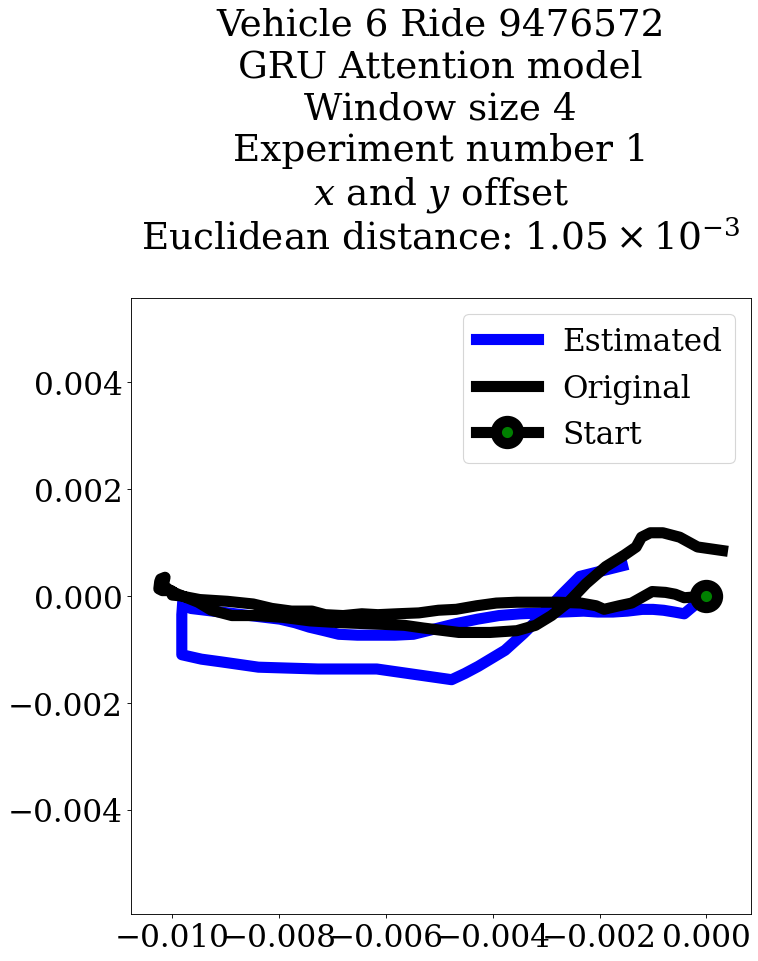 Vehicle 6 Ride 9476572
GRU Attention model
Window size 4
Experiment number 1
x and y offset
Euclidean distance: 1.05 × 10⁻³
Estimated
Original
Start
0.004
0.002
0.000
−0.002
−0.004
−0.010 −0.008 −0.006 −0.004 −0.002 0.000